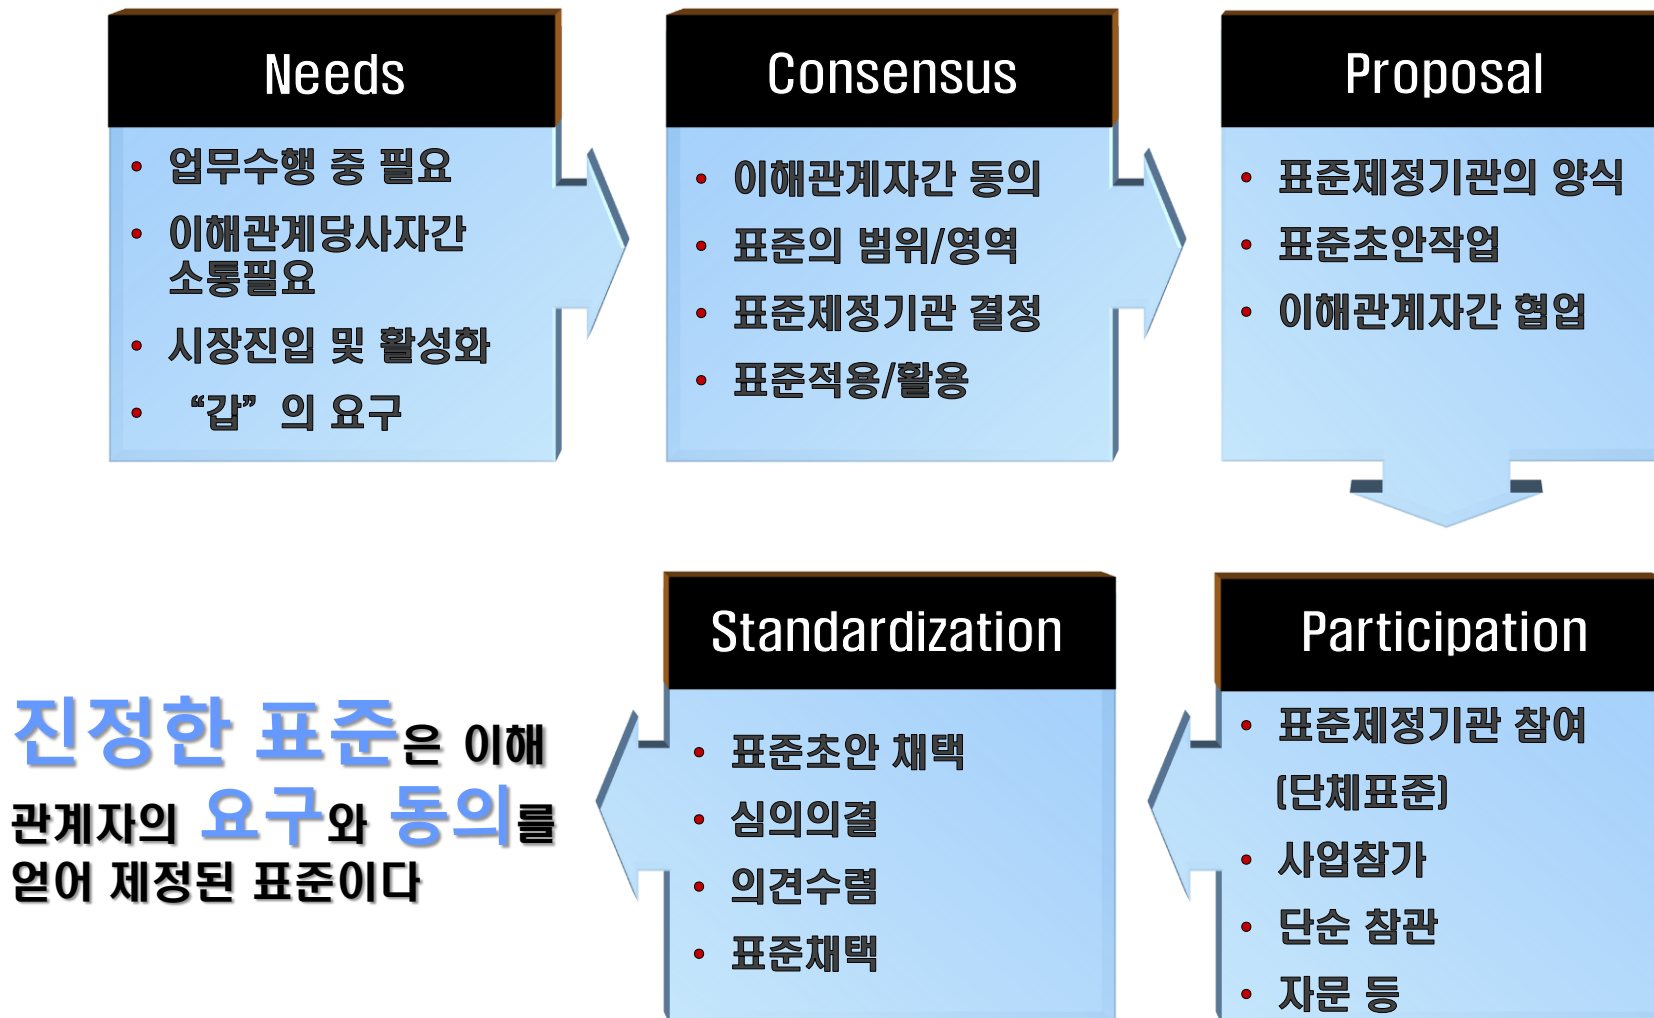 Needs
• 업무수행 중 필요
• 이해관계당사자간
소통필요
• 시장진입 및 활성화
• “갑”의 요구
Consensus
• 이해관계자간 동의
• 표준의 범위/영역
• 표준제정기관 결정
• 표준적용/활용
Proposal
• 표준제정기관의 양식
• 표준초안작업
• 이해관계자간 협업
Participation
• 표준제정기관 참여
(단체표준)
• 사업참가
• 단순 참관
• 자문 등
Standardization
• 표준초안 채택
• 심의의결
• 의견수렴
• 표준채택
진정한 표준은 이해
관계자의 요구와 동의를
얻어 제정된 표준이다